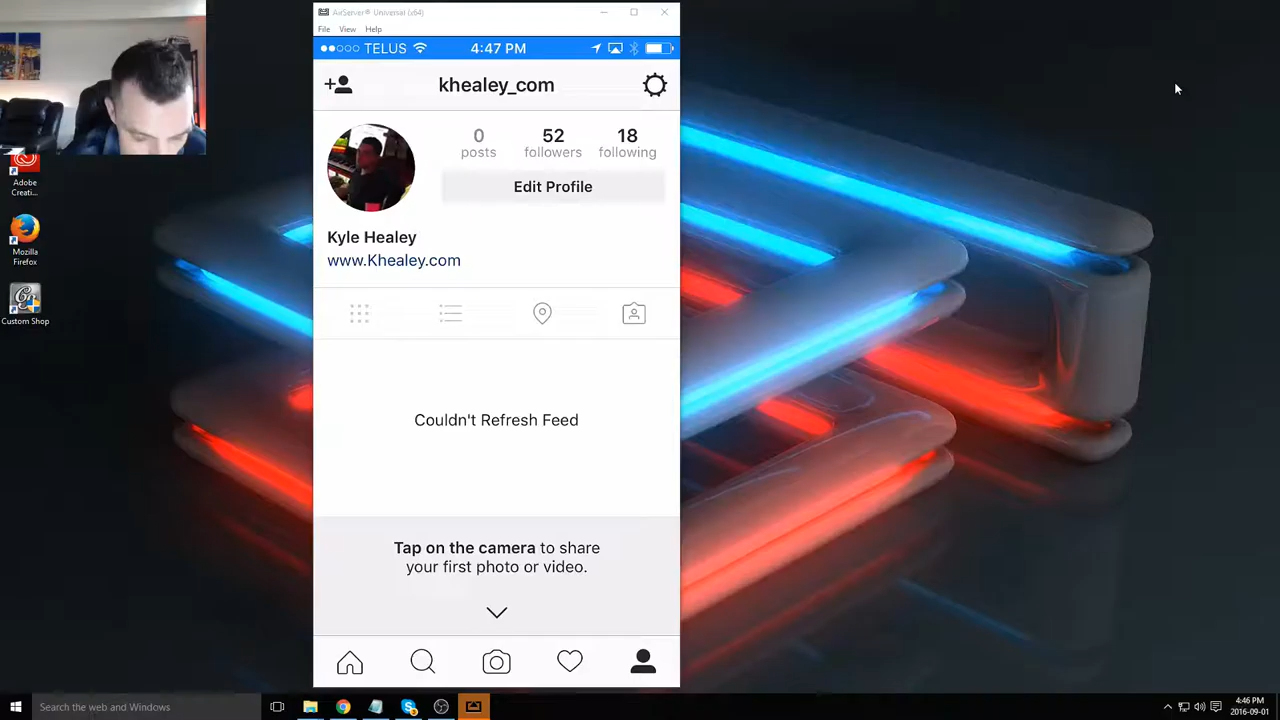 AirServer® Universal (x64)
File View Help
TELUS 4:47 PM
khealey_com
0 52 18
posts followers following
Edit Profile
Kyle Healey
www.Khealey.com
Couldn't Refresh Feed
Tap on the camera to share
your first photo or video.
Adobe
Creati...
Mozilla
Firefox
Custom Shop
Search the web and Windows
4:46 PM
2016-09-01